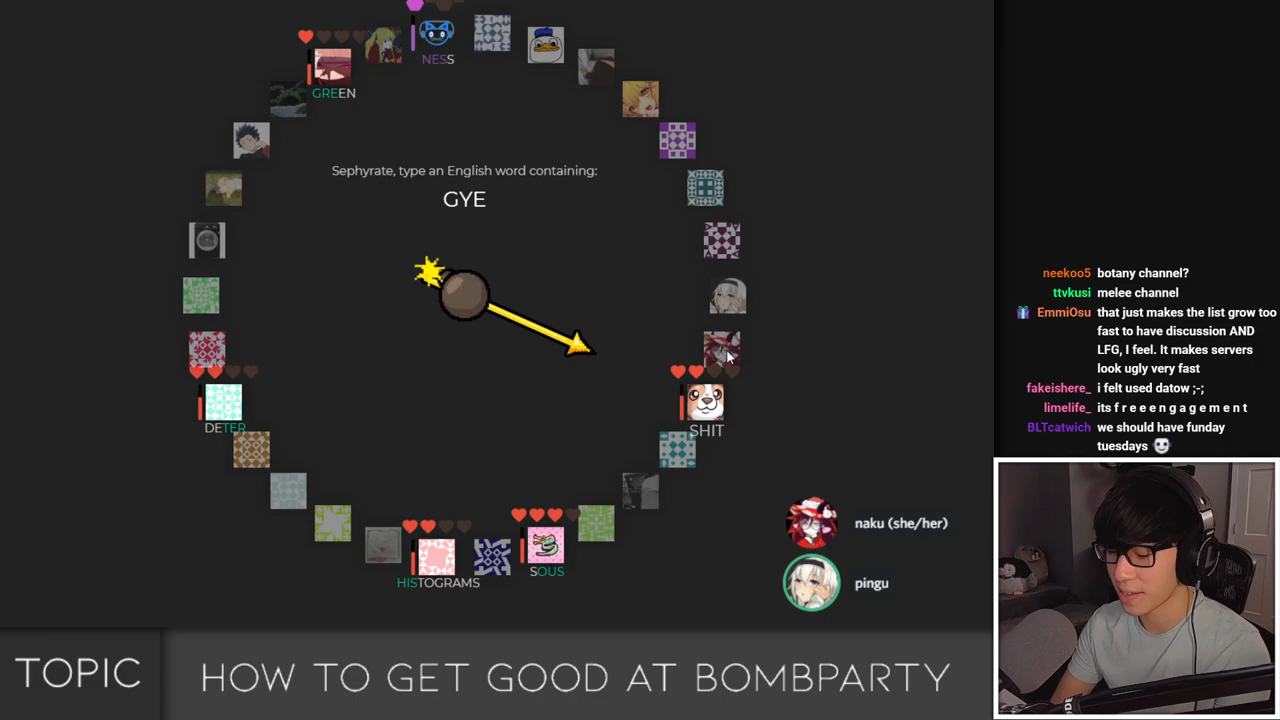 NESS
GREEN
Sephyrate, type an English word containing:
GYE
neekoo5 botany channel?
ttvkusi melee channel
EmmiOsu that just makes the list grow too
fast to have discussion AND
LFG, I feel. It makes servers
look ugly very fast
fakeishere_ i felt used datow ;-;
limelife_ its f r e e e n g a g e m e n t
BLTcatwich we should have funday
tuesdays
DETER
SHIT
HISTOGRAMS
SOUS
naku (she/her)
pingu
TOPIC
HOW TO GET GOOD AT BOMBPARTY